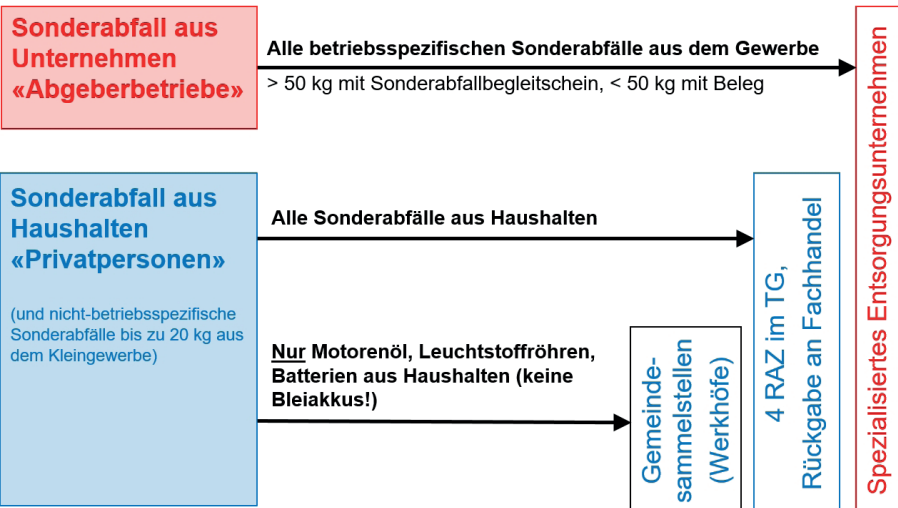 Sonderabfall aus
Unternehmen
«Abgeberbetriebe»
Alle betriebsspezifischen Sonderabfälle aus dem Gewerbe
> 50 kg mit Sonderabfallbegleitschein, < 50 kg mit Beleg
Sonderabfall aus
Haushalten
«Privatpersonen»
(und nicht-betriebsspezifische
Sonderabfälle bis zu 20 kg aus
dem Kleingewerbe)
Alle Sonderabfälle aus Haushalten
Nur Motorenöl, Leuchtstoffröhren,
Batterien aus Haushalten (keine
Bleiakkus!)
Gemeinde-
sammelstellen
(Werkhöfe)
4 RAZ im TG,
Rückgabe an Fachhandel
Spezialisiertes Entsorgungsunternehmen